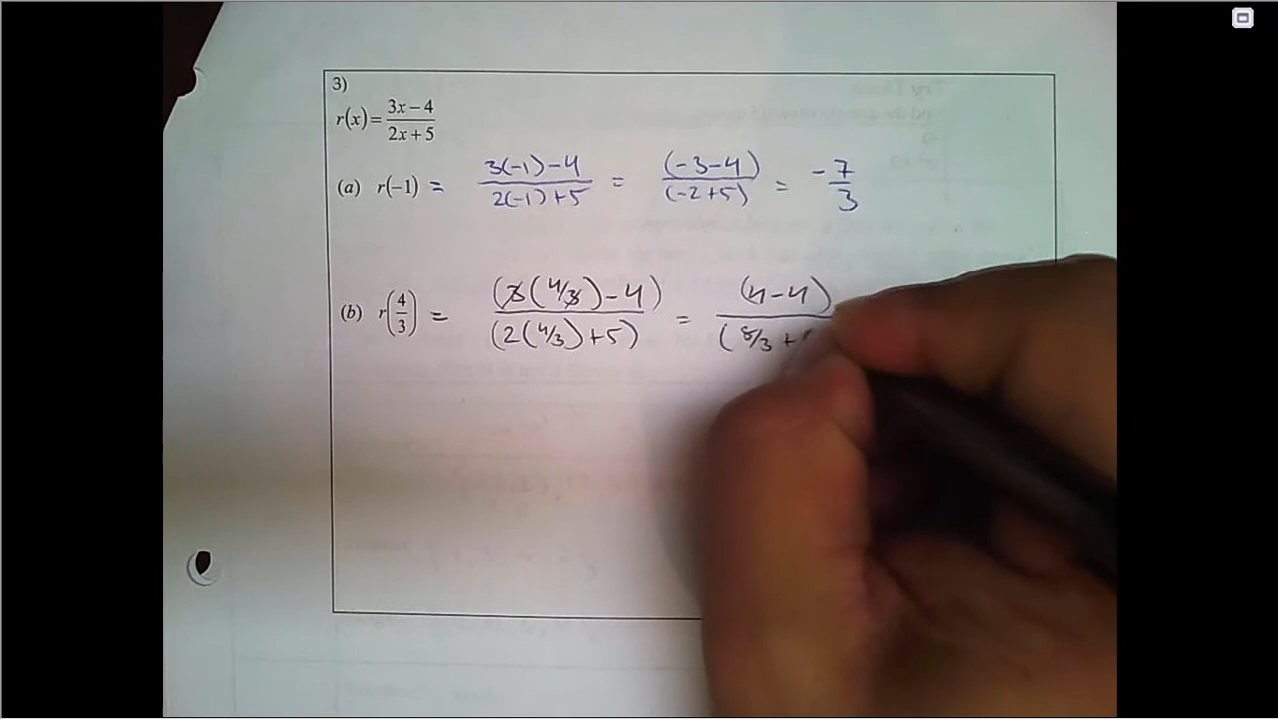 3)
r(x) = (3x − 4)/(2x + 5)
(a) r(−1) = (3(-1)-4)/(2(-1)+5) = (-3-4)/(-2+5) = -7/3
(b) r(4/3) = (3(4/3)-4)/(2(4/3)+5) = (4-4)/(8/3 +